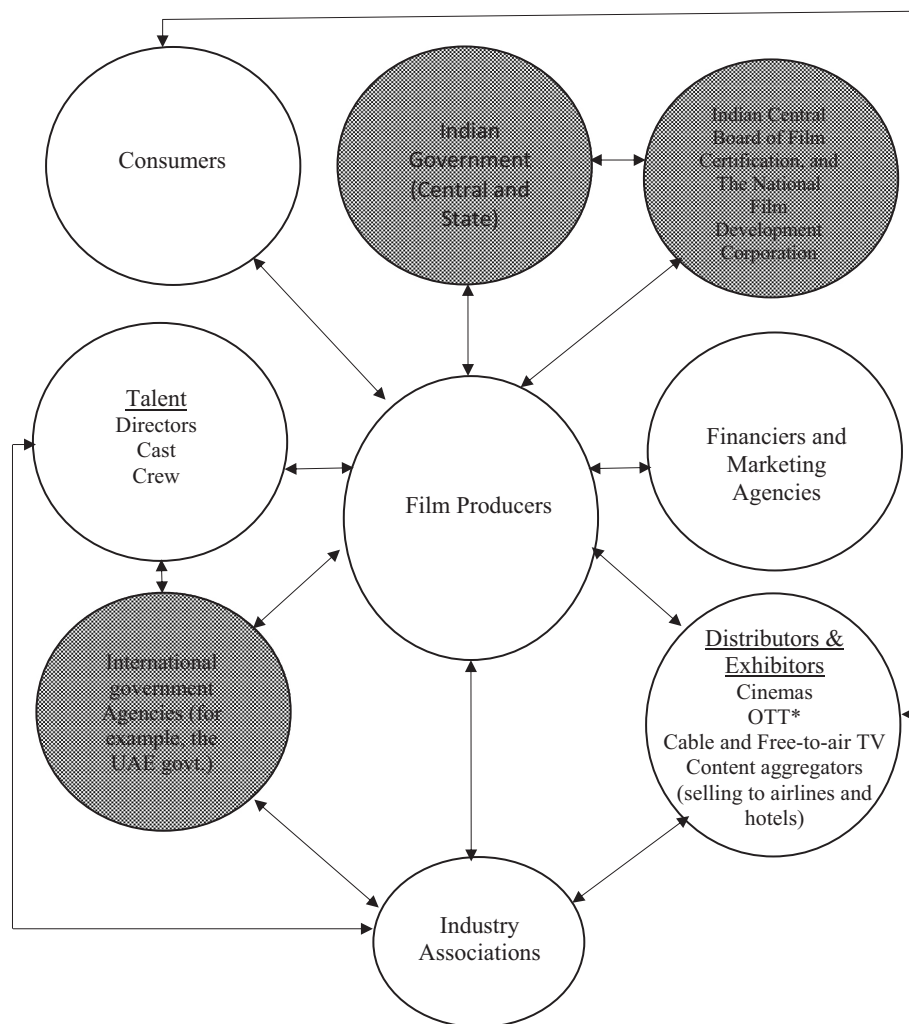 Consumers
Indian
Government
(Central and
State)
Indian Central
Board of Film
Certification, and
The National
Film
Development
Corporation
Talent
Directors
Cast
Crew
Film Producers
Financiers and
Marketing
Agencies
International
government
Agencies (for
example, the
UAE govt.)
Distributors &
Exhibitors
Cinemas
OTT*
Cable and Free-to-air TV
Content aggregators
(selling to airlines and
hotels)
Industry
Associations